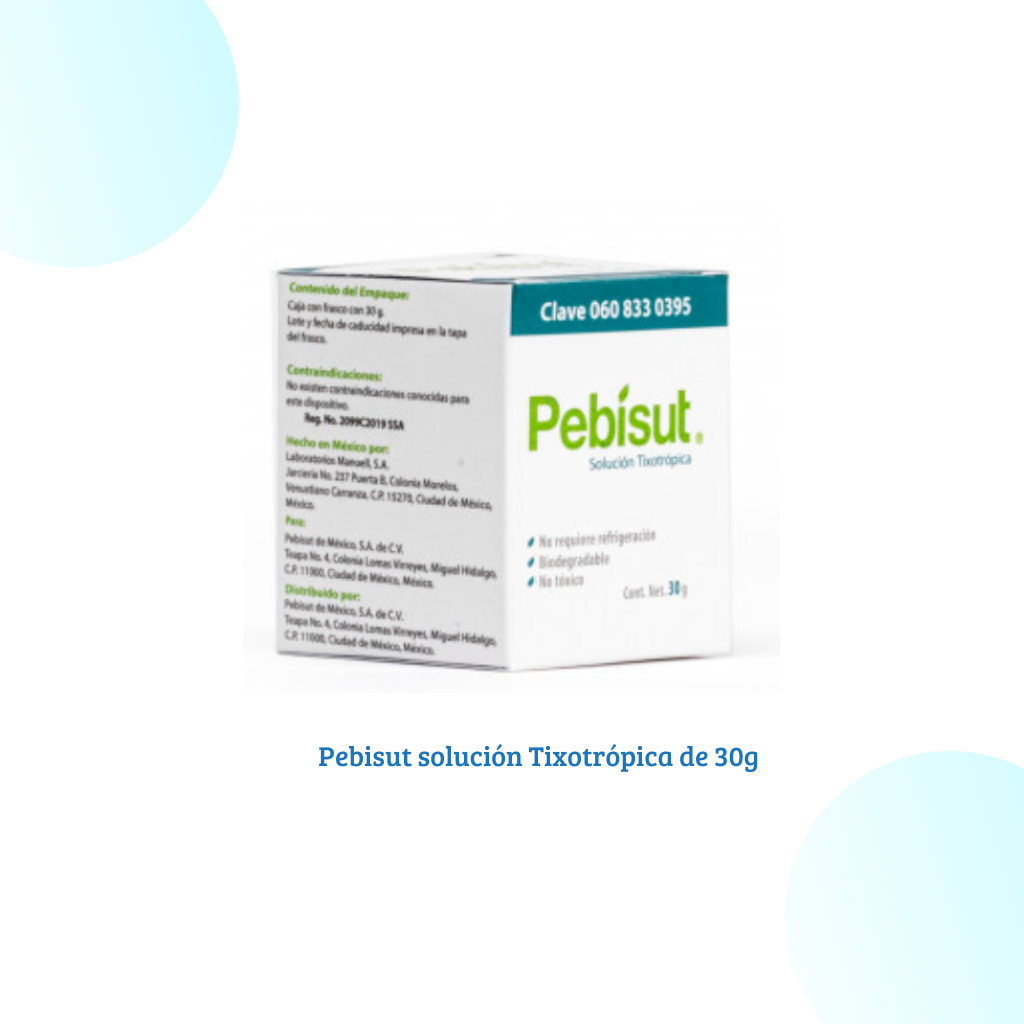 Contenido del Empaque:
Caja con frasco con 30 g.
Lote y fecha de caducidad impresa en la tapa
del frasco.
Contraindicaciones:
No existen contraindicaciones conocidas para
este dispositivo.
Reg. No. 2099C2019 SSA
Hecho en México por:
Laboratorios Manuell, S.A.
Jarciería No. 237 Puerta B, Colonia Morelos,
Venustiano Carranza, C.P. 15270, Ciudad de México,
México.
Para:
Pebisut de México, S.A. de C.V.
Teapa No. 4, Colonia Lomas Virreyes, Miguel Hidalgo,
C.P. 11000, Ciudad de México, México.
Distribuido por:
Pebisut de México, S.A. de C.V.
Teapa No. 4, Colonia Lomas Virreyes, Miguel Hidalgo,
C.P. 11000, Ciudad de México, México.
Clave 060 833 0395
Pebisut®
Solución Tixotrópica
No requiere refrigeración
Biodegradable
No tóxico
Cont. Net. 30 g
Pebisut solución Tixotrópica de 30g